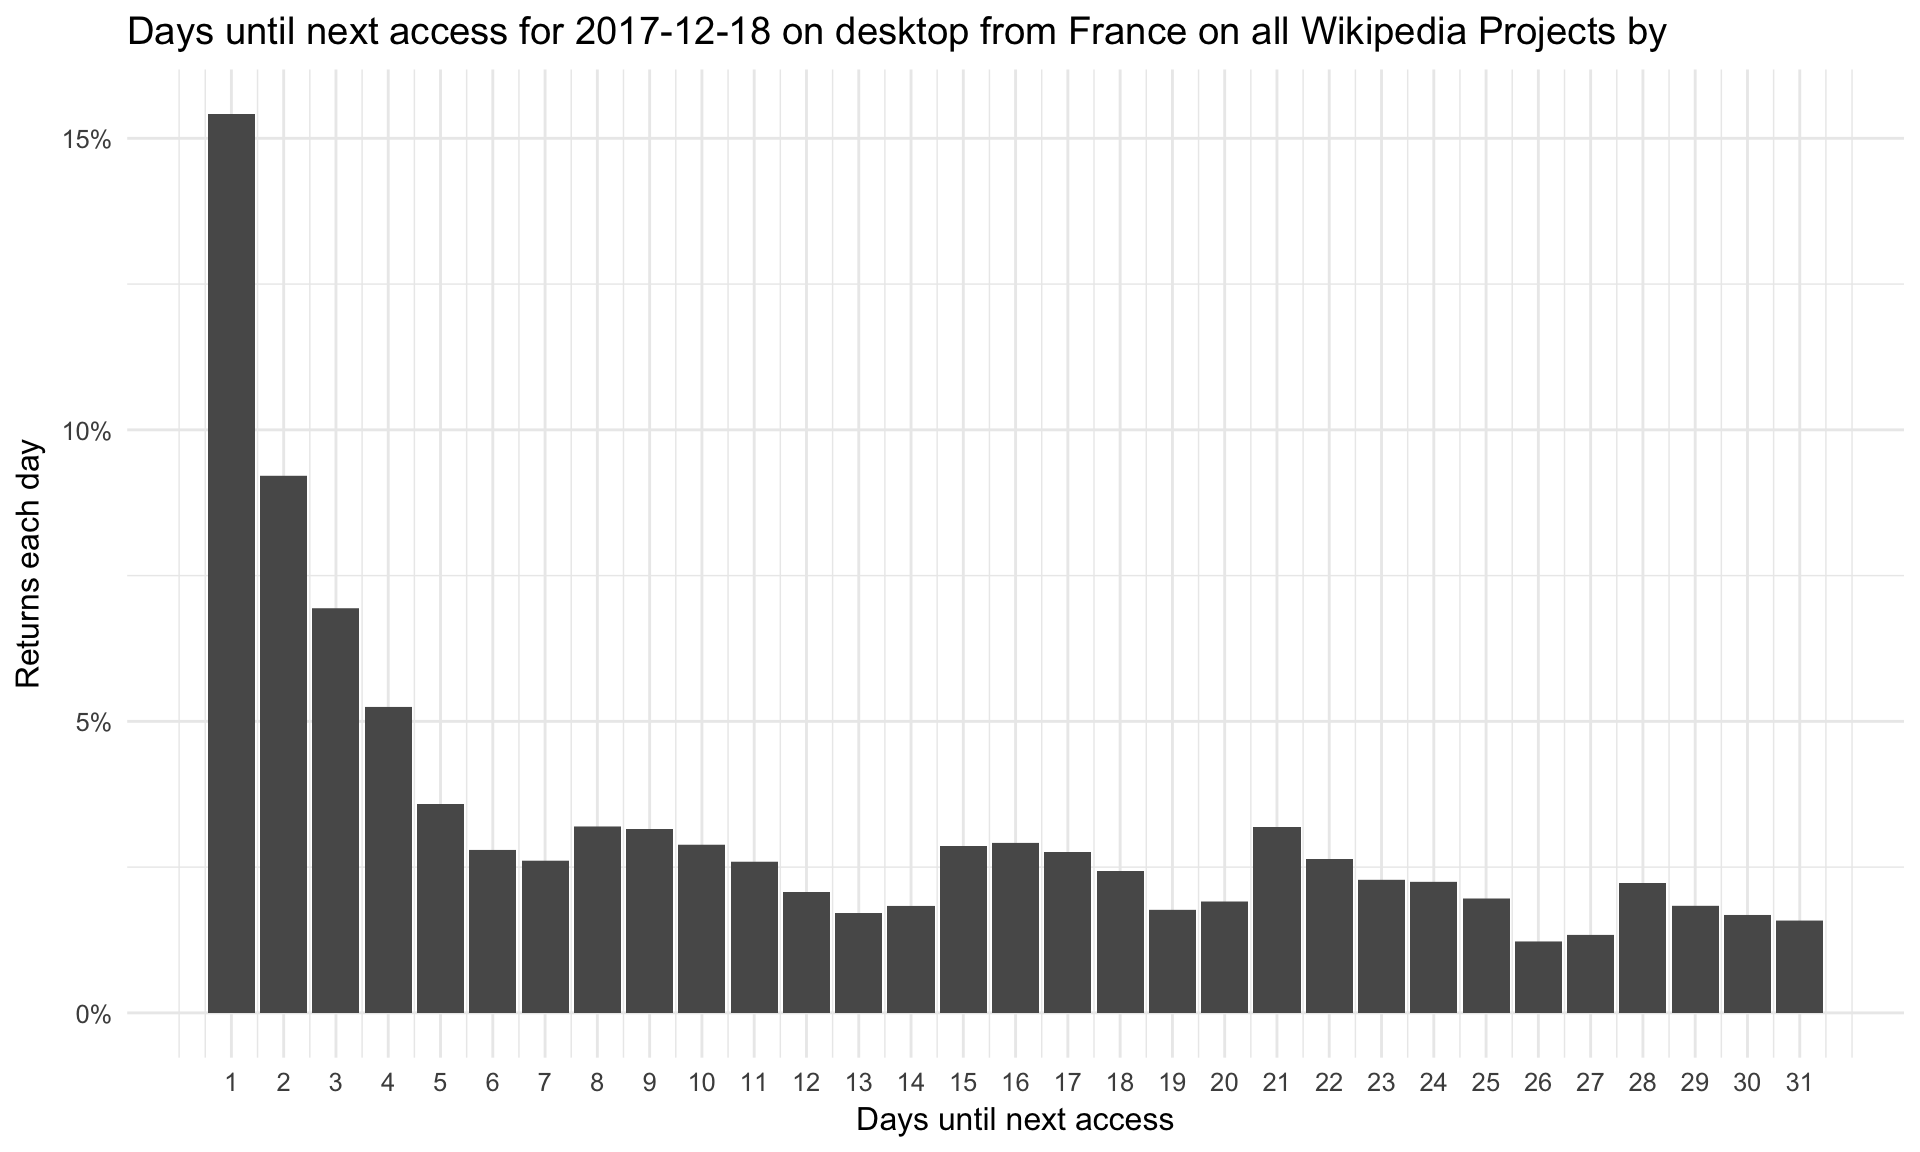 Days until next access for 2017-12-18 on desktop from France on all Wikipedia Projects by
Returns each day
15%
10%
5%
0%
1 2 3 4 5 6 7 8 9 10 11 12 13 14 15 16 17 18 19 20 21 22 23 24 25 26 27 28 29 30 31
Days until next access